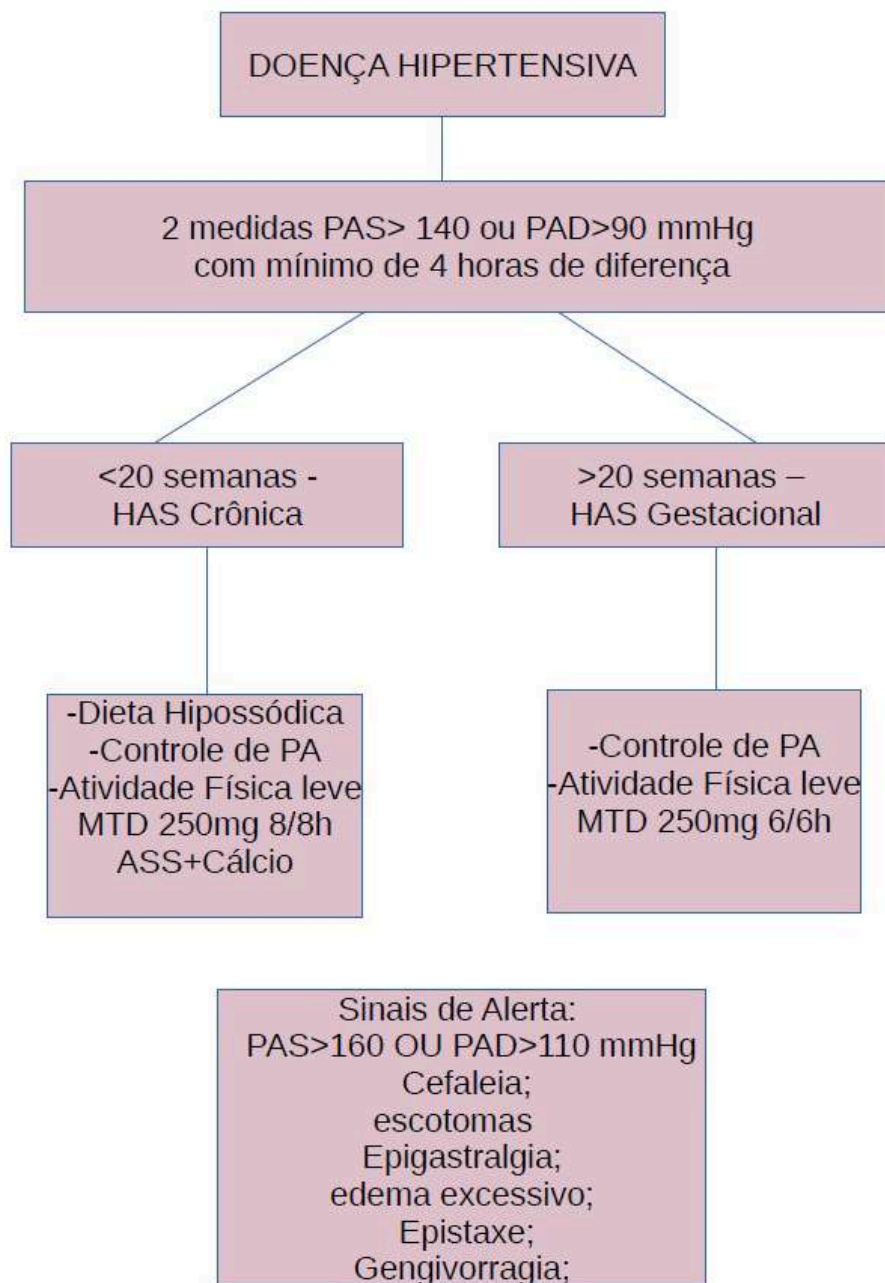 DOENÇA HIPERTENSIVA
2 medidas PAS> 140 ou PAD>90 mmHg
com mínimo de 4 horas de diferença
<20 semanas -
HAS Crônica
>20 semanas –
HAS Gestacional
-Dieta Hipossódica
-Controle de PA
-Atividade Física leve
MTD 250mg 8/8h
ASS+Cálcio
-Controle de PA
-Atividade Física leve
MTD 250mg 6/6h
Sinais de Alerta:
PAS>160 OU PAD>110 mmHg
Cefaleia;
escotomas
Epigastralgia;
edema excessivo;
Epistaxe;
Gengivorragia;